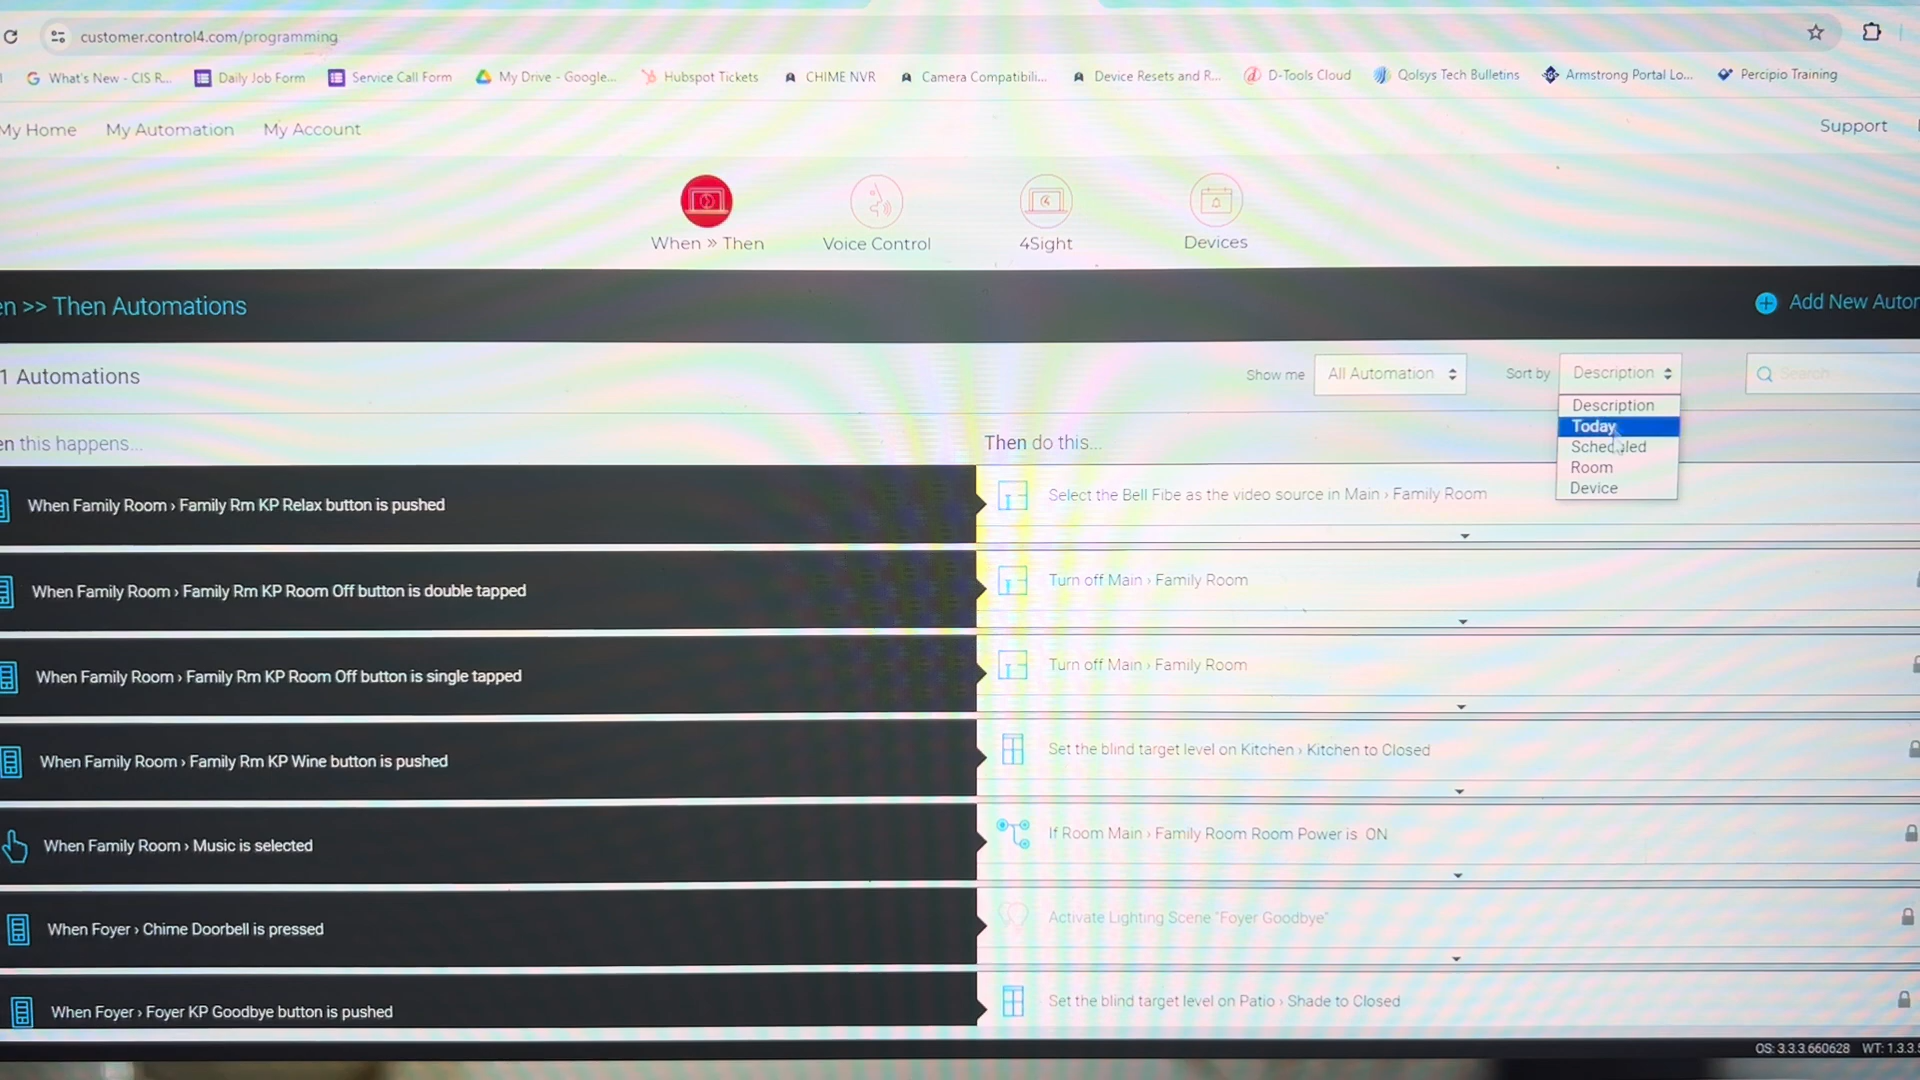 customer.control4.com/programming
What's New - CIS R... Daily Job Form Service Call Form My Drive - Google... Hubspot Tickets CHIME NVR Camera Compatibili... Device Resets and R... D-Tools Cloud Qolsys Tech Bulletins Armstrong Portal Lo... Percipio Training
My Home My Automation My Account Support
When » Then Voice Control 4Sight Devices
en >> Then Automations Add New Autor
1 Automations Show me All Automation Sort by Description Search
Description
Today
Scheduled
Room
Device
en this happens... Then do this...
When Family Room › Family Rm KP Relax button is pushed Select the Bell Fibe as the video source in Main › Family Room
When Family Room › Family Rm KP Room Off button is double tapped Turn off Main › Family Room
When Family Room › Family Rm KP Room Off button is single tapped Turn off Main › Family Room
When Family Room › Family Rm KP Wine button is pushed Set the blind target level on Kitchen › Kitchen to Closed
When Family Room › Music is selected If Room Main › Family Room Room Power is ON
When Foyer › Chime Doorbell is pressed Activate Lighting Scene "Foyer Goodbye"
When Foyer › Foyer KP Goodbye button is pushed Set the blind target level on Patio › Shade to Closed
OS: 3.3.3.660628 WT: 1.3.3.